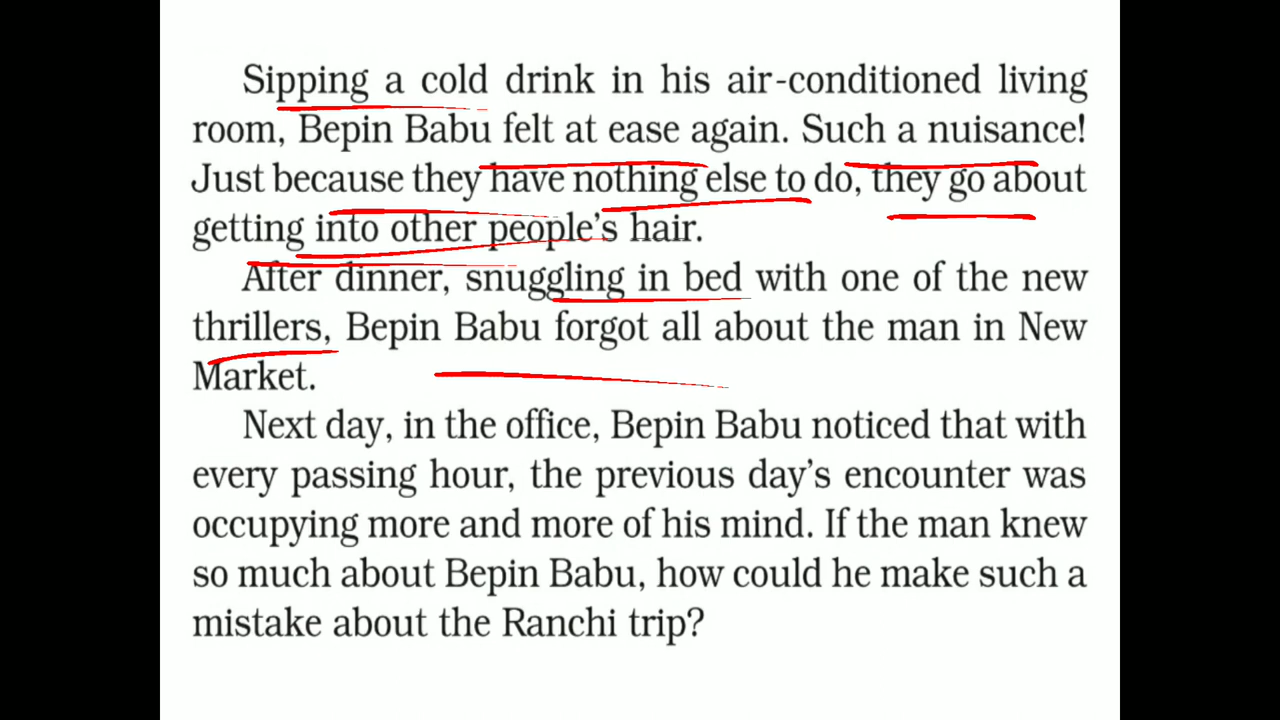 Sipping a cold drink in his air-conditioned living
room, Bepin Babu felt at ease again. Such a nuisance!
Just because they have nothing else to do, they go about
getting into other people’s hair.
After dinner, snuggling in bed with one of the new
thrillers, Bepin Babu forgot all about the man in New
Market.
Next day, in the office, Bepin Babu noticed that with
every passing hour, the previous day’s encounter was
occupying more and more of his mind. If the man knew
so much about Bepin Babu, how could he make such a
mistake about the Ranchi trip?